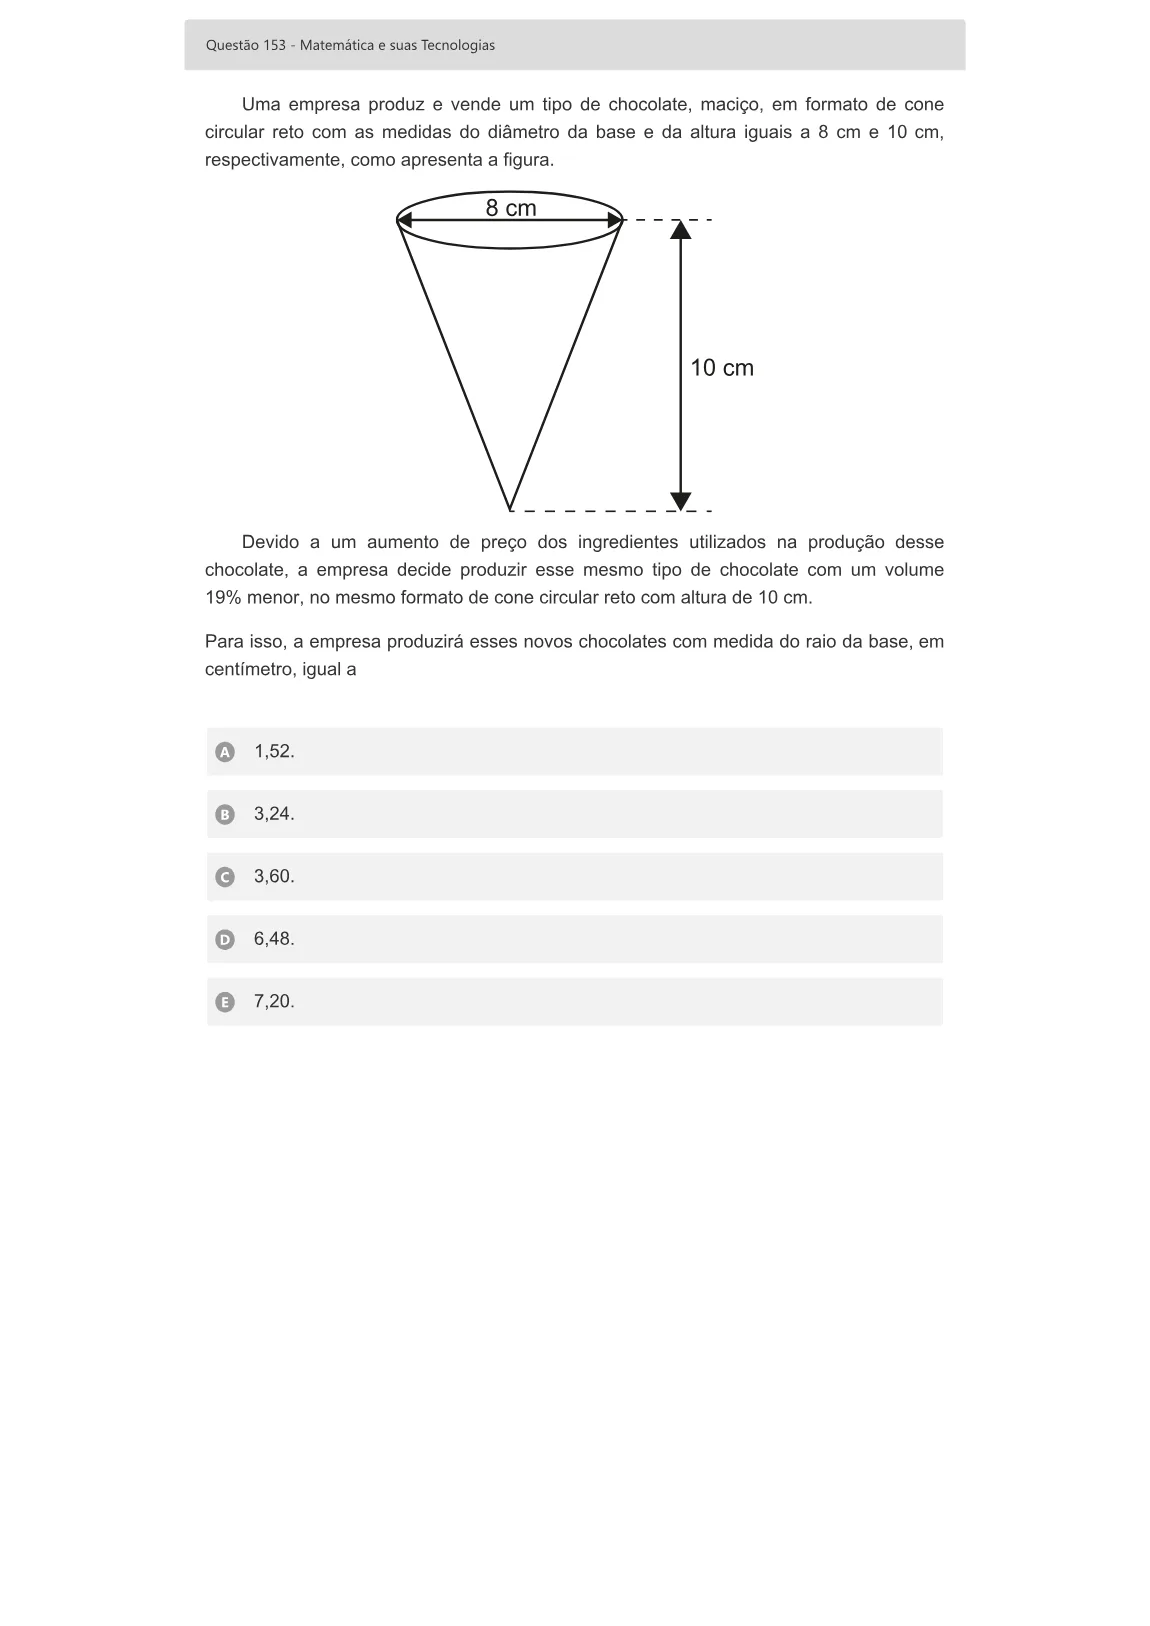 Questão 153 - Matemática e suas Tecnologias
Uma empresa produz e vende um tipo de chocolate, maciço, em formato de cone
circular reto com as medidas do diâmetro da base e da altura iguais a 8 cm e 10 cm,
respectivamente, como apresenta a figura.
8 cm
10 cm
Devido a um aumento de preço dos ingredientes utilizados na produção desse
chocolate, a empresa decide produzir esse mesmo tipo de chocolate com um volume
19% menor, no mesmo formato de cone circular reto com altura de 10 cm.
Para isso, a empresa produzirá esses novos chocolates com medida do raio da base, em
centímetro, igual a
A 1,52.
B 3,24.
C 3,60.
D 6,48.
E 7,20.